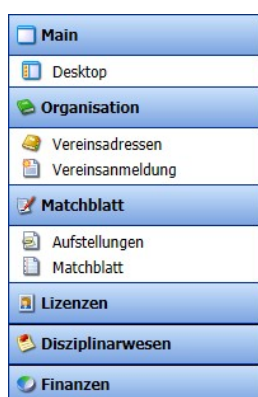 Main
Desktop
Organisation
Vereinsadressen
Vereinsanmeldung
Matchblatt
Aufstellungen
Matchblatt
Lizenzen
Disziplinarwesen
Finanzen